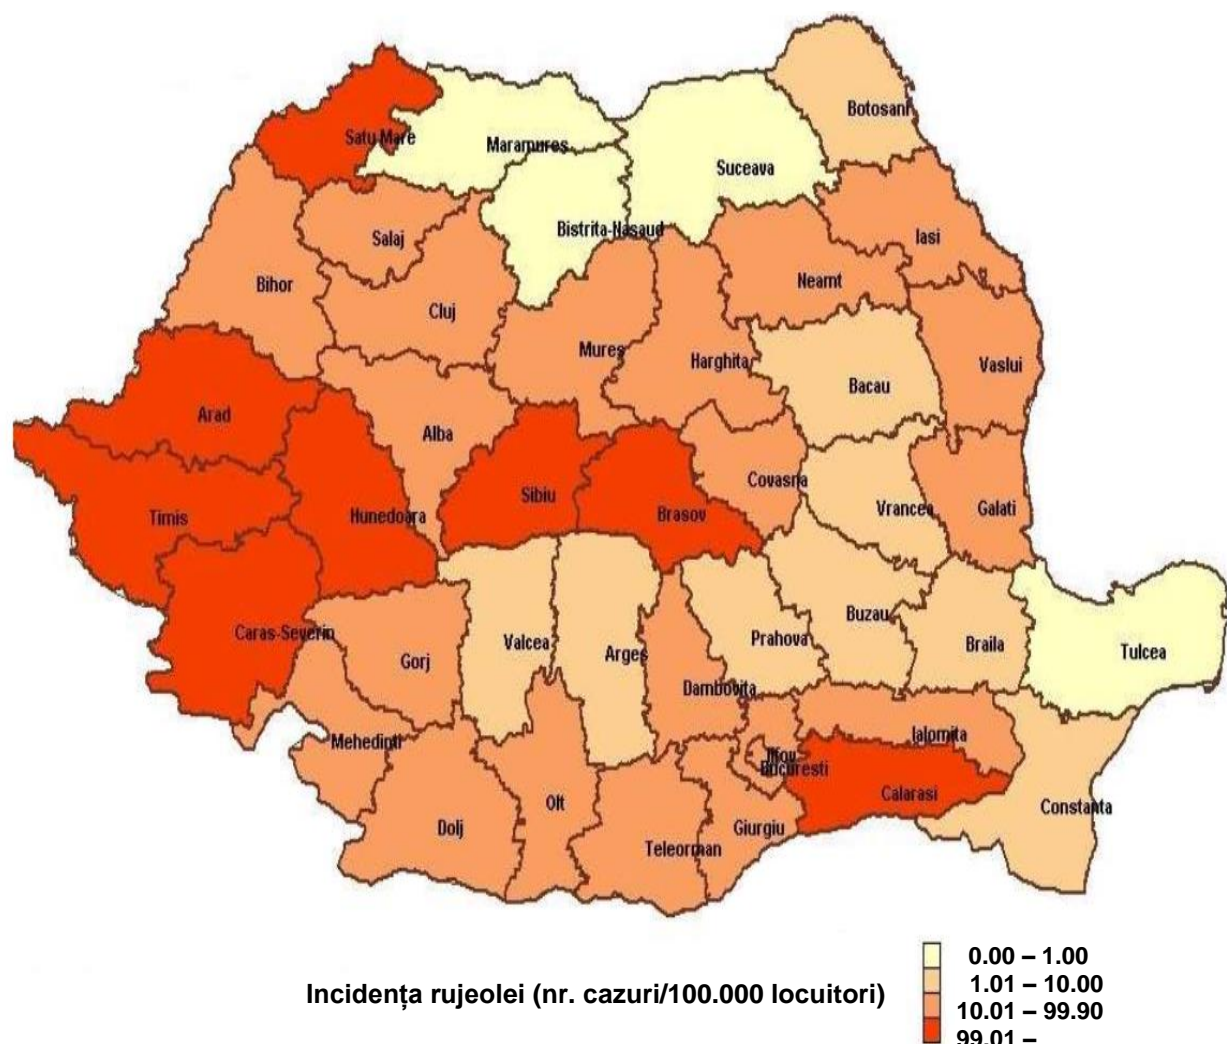 Botosani
Satu Mare
Maramureș
Suceava
Bistrita-Nasaud
Salaj
Iasi
Bihor
Neamt
Cluj
Mureș
Harghita
Vaslui
Bacau
Arad
Alba
Covasna
Sibiu
Timis
Hunedoara
Brasov
Vrancea
Galati
Caras-Severin
Valcea
Buzau
Prahova
Braila
Tulcea
Gorj
Argeș
Dambovita
Mehedinti
Ialomita
Ilfov
Bucuresti
Calarasi
Olt
Constanta
Dolj
Giurgiu
Teleorman
0.00 – 1.00
1.01 – 10.00
Incidența rujeolei (nr. cazuri/100.000 locuitori)
10.01 – 99.90
99.01 –